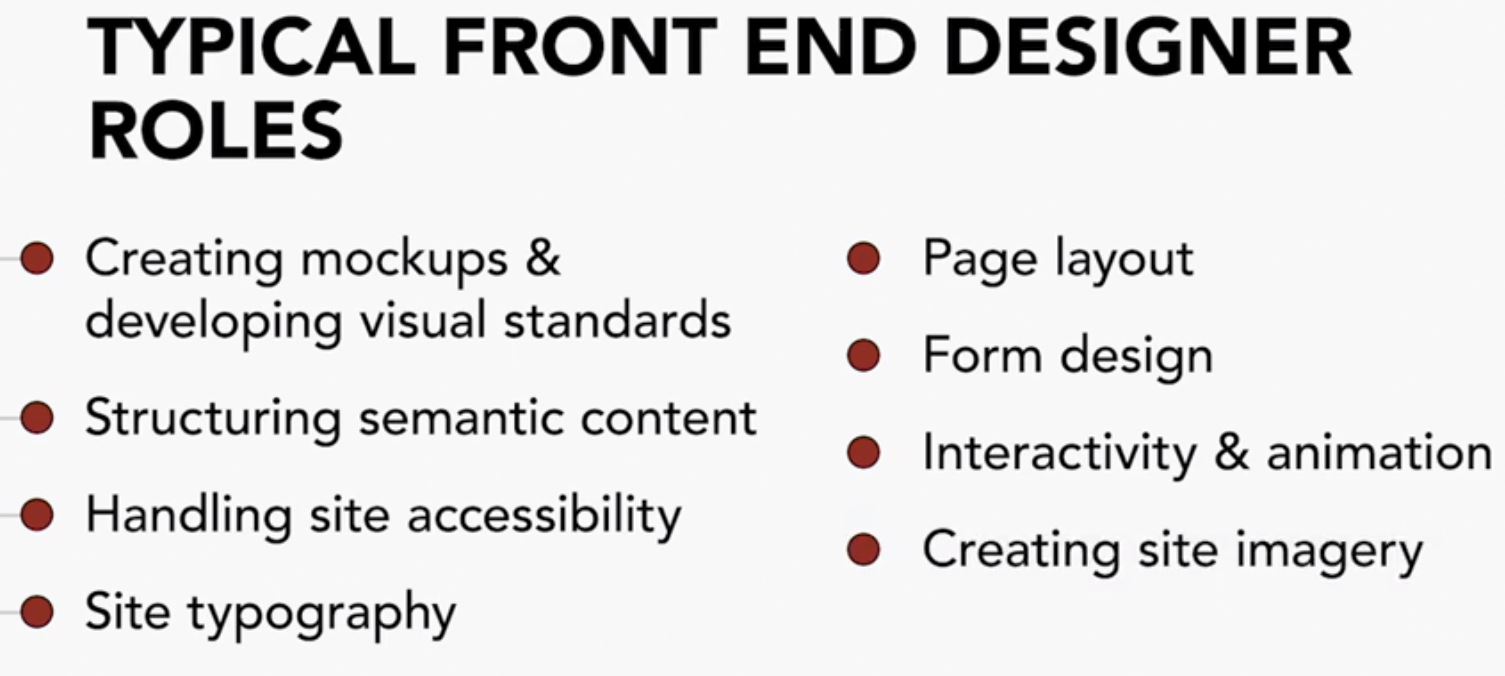 TYPICAL FRONT END DESIGNER
ROLES
Creating mockups &
developing visual standards
Structuring semantic content
Handling site accessibility
Site typography
Page layout
Form design
Interactivity & animation
Creating site imagery